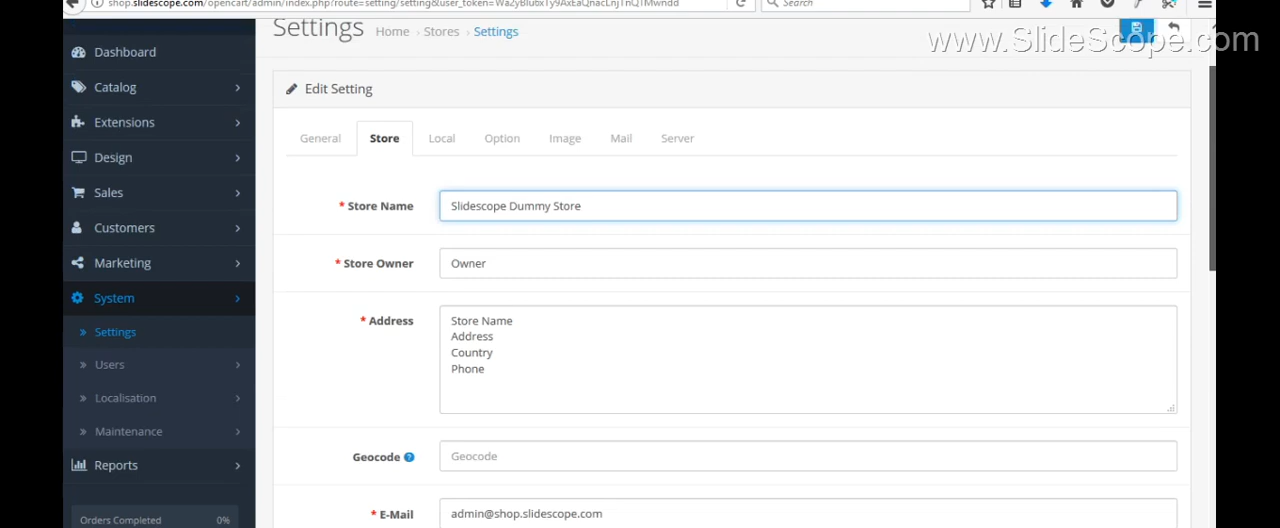 shop.slidescope.com/opencart/admin/index.php?route=setting/setting&user_token=
Search
Settings Home › Stores › Settings
www.SlideScope.com
Dashboard
Catalog
Extensions
Design
Sales
Customers
Marketing
System
Settings
Users
Localisation
Maintenance
Reports
Orders Completed 0%
Edit Setting
General Store Local Option Image Mail Server
* Store Name Slidescope Dummy Store
* Store Owner Owner
* Address Store Name
Address
Country
Phone
Geocode ? Geocode
* E-Mail admin@shop.slidescope.com